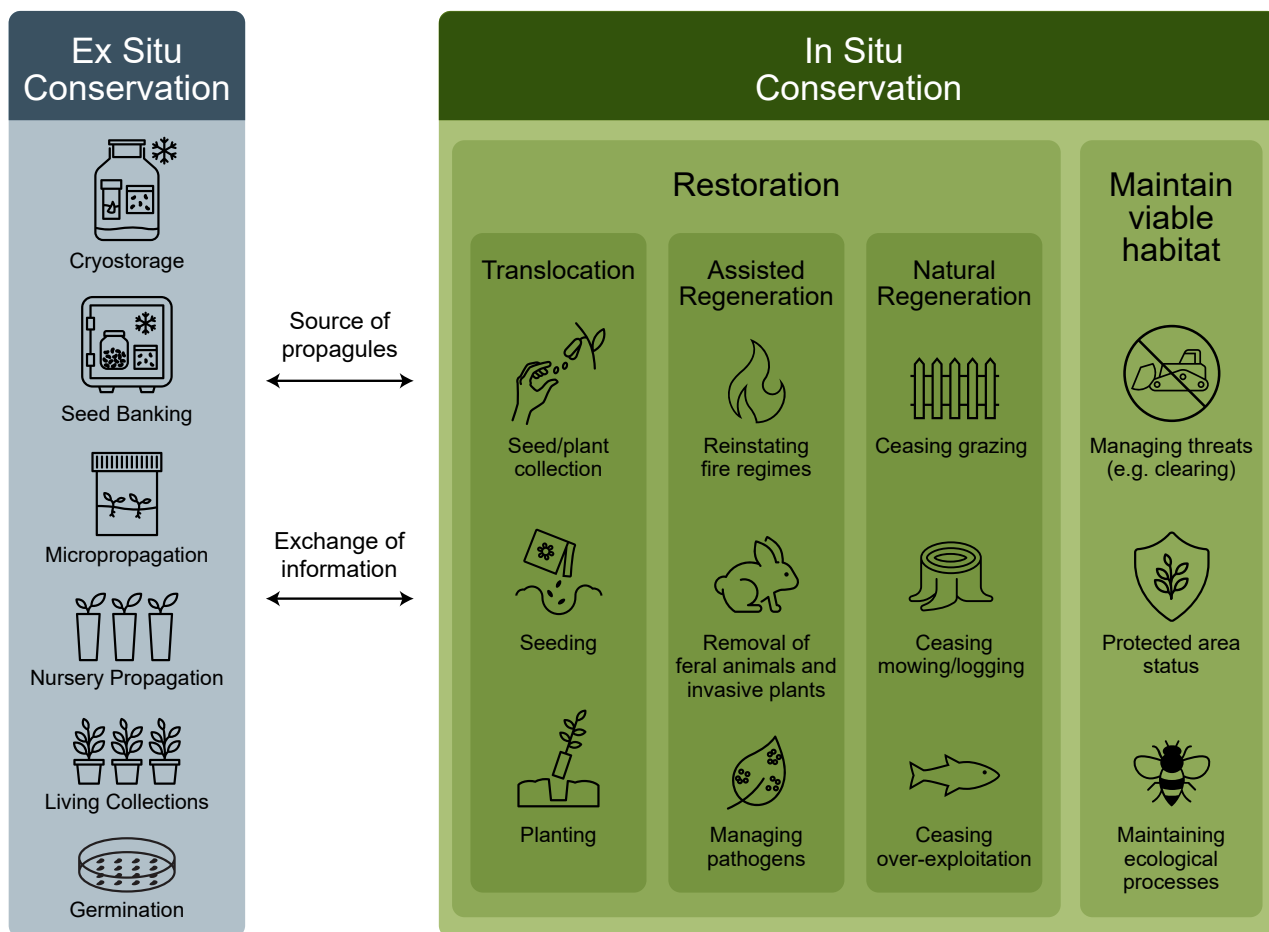 Ex Situ
Conservation
Cryostorage
Seed Banking
Micropropagation
Nursery Propagation
Living Collections
Germination
Source of
propagules
Exchange of
information
In Situ
Conservation
Restoration
Translocation
Seed/plant
collection
Seeding
Planting
Assisted
Regeneration
Reinstating
fire regimes
Removal of
feral animals and
invasive plants
Managing
pathogens
Natural
Regeneration
Ceasing grazing
Ceasing
mowing/logging
Ceasing
over-exploitation
Maintain
viable
habitat
Managing threats
(e.g. clearing)
Protected area
status
Maintaining
ecological
processes